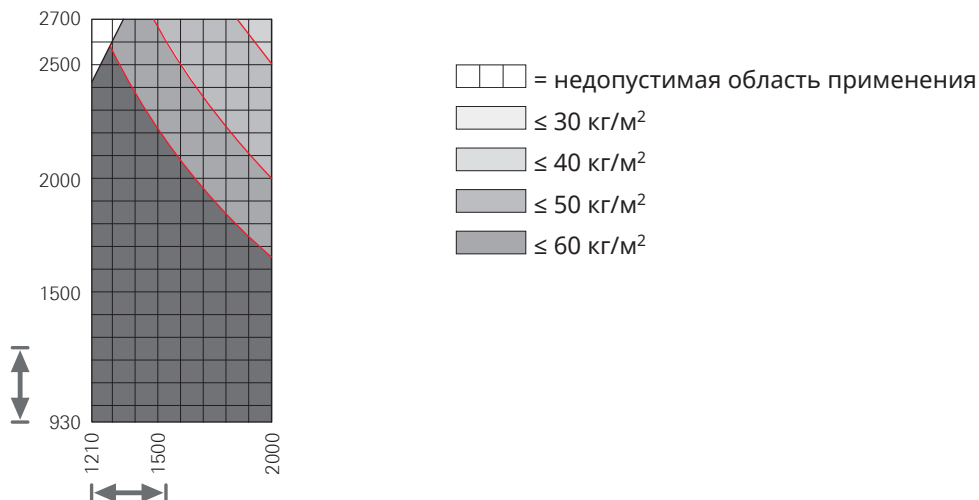 2700
2500
2000
1500
930
1210
1500
2000
= недопустимая область применения
≤ 30 кг/м²
≤ 40 кг/м²
≤ 50 кг/м²
≤ 60 кг/м²